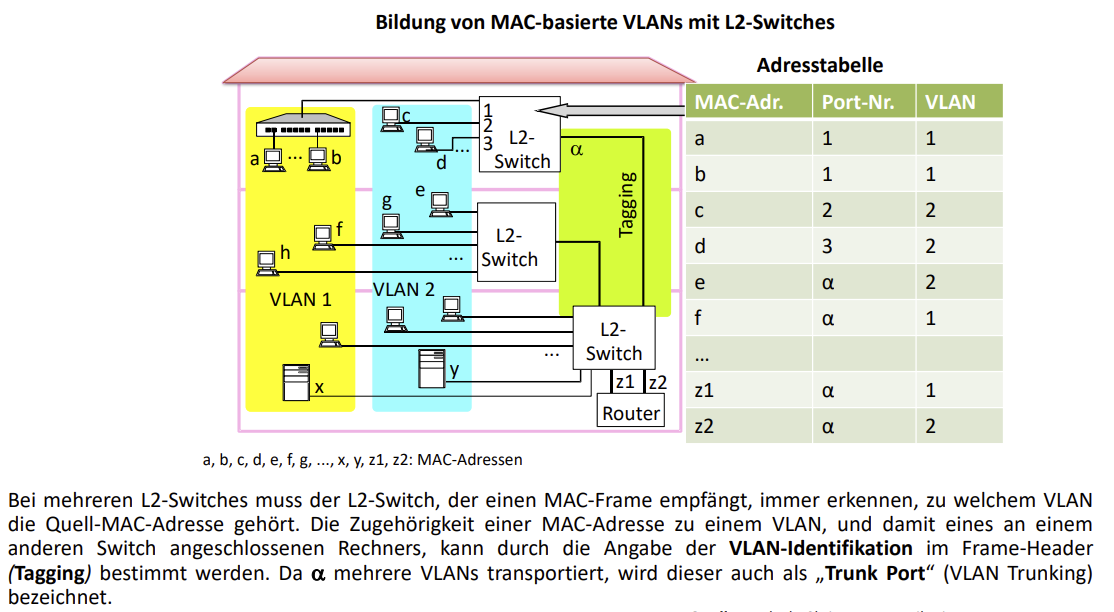 Bildung von MAC-basierte VLANs mit L2-Switches
Adresstabelle
MAC-Adr. Port-Nr. VLAN
a 1 1
b 1 1
c 2 2
d 3 2
e α 2
f α 1
...
z1 α 1
z2 α 2
c
1
2
3
L2-
Switch
α
a ... b
d
...
e
g
f
h
...
L2-
Switch
Tagging
VLAN 1
VLAN 2
L2-
Switch
...
x
y
z1 z2
Router
a, b, c, d, e, f, g, ..., x, y, z1, z2: MAC-Adressen
Bei mehreren L2-Switches muss der L2-Switch, der einen MAC-Frame empfängt, immer erkennen, zu welchem VLAN
die Quell-MAC-Adresse gehört. Die Zugehörigkeit einer MAC-Adresse zu einem VLAN, und damit eines an einem
anderen Switch angeschlossenen Rechners, kann durch die Angabe der VLAN-Identifikation im Frame-Header
(Tagging) bestimmt werden. Da α mehrere VLANs transportiert, wird dieser auch als „Trunk Port“ (VLAN Trunking)
bezeichnet.